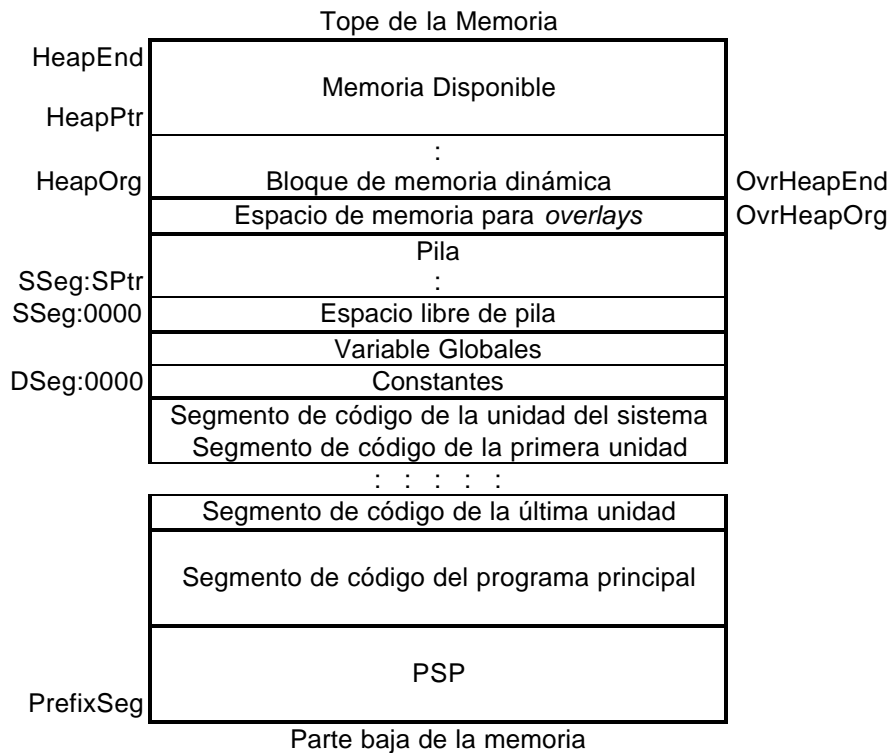 Tope de la Memoria
HeapEnd
Memoria Disponible
HeapPtr
:
HeapOrg Bloque de memoria dinámica OvrHeapEnd
Espacio de memoria para overlays OvrHeapOrg
Pila
SSeg:SPtr :
SSeg:0000 Espacio libre de pila
Variable Globales
DSeg:0000 Constantes
Segmento de código de la unidad del sistema
Segmento de código de la primera unidad
: : : : :
Segmento de código de la última unidad
Segmento de código del programa principal
PSP
PrefixSeg
Parte baja de la memoria